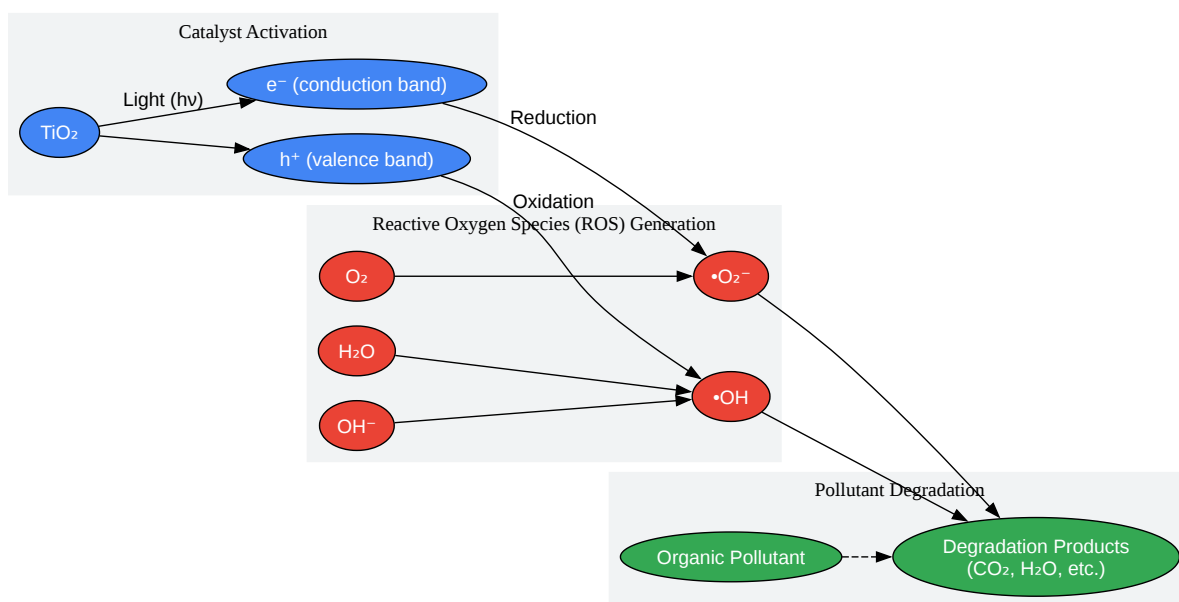 Catalyst Activation
e⁻ (conduction band)
Light (hν)
TiO₂
Reduction
h⁺ (valence band)
Oxidation
Reactive Oxygen Species (ROS) Generation
O₂
•O₂⁻
H₂O
•OH
OH⁻
Pollutant Degradation
Organic Pollutant
Degradation Products
(CO₂, H₂O, etc.)